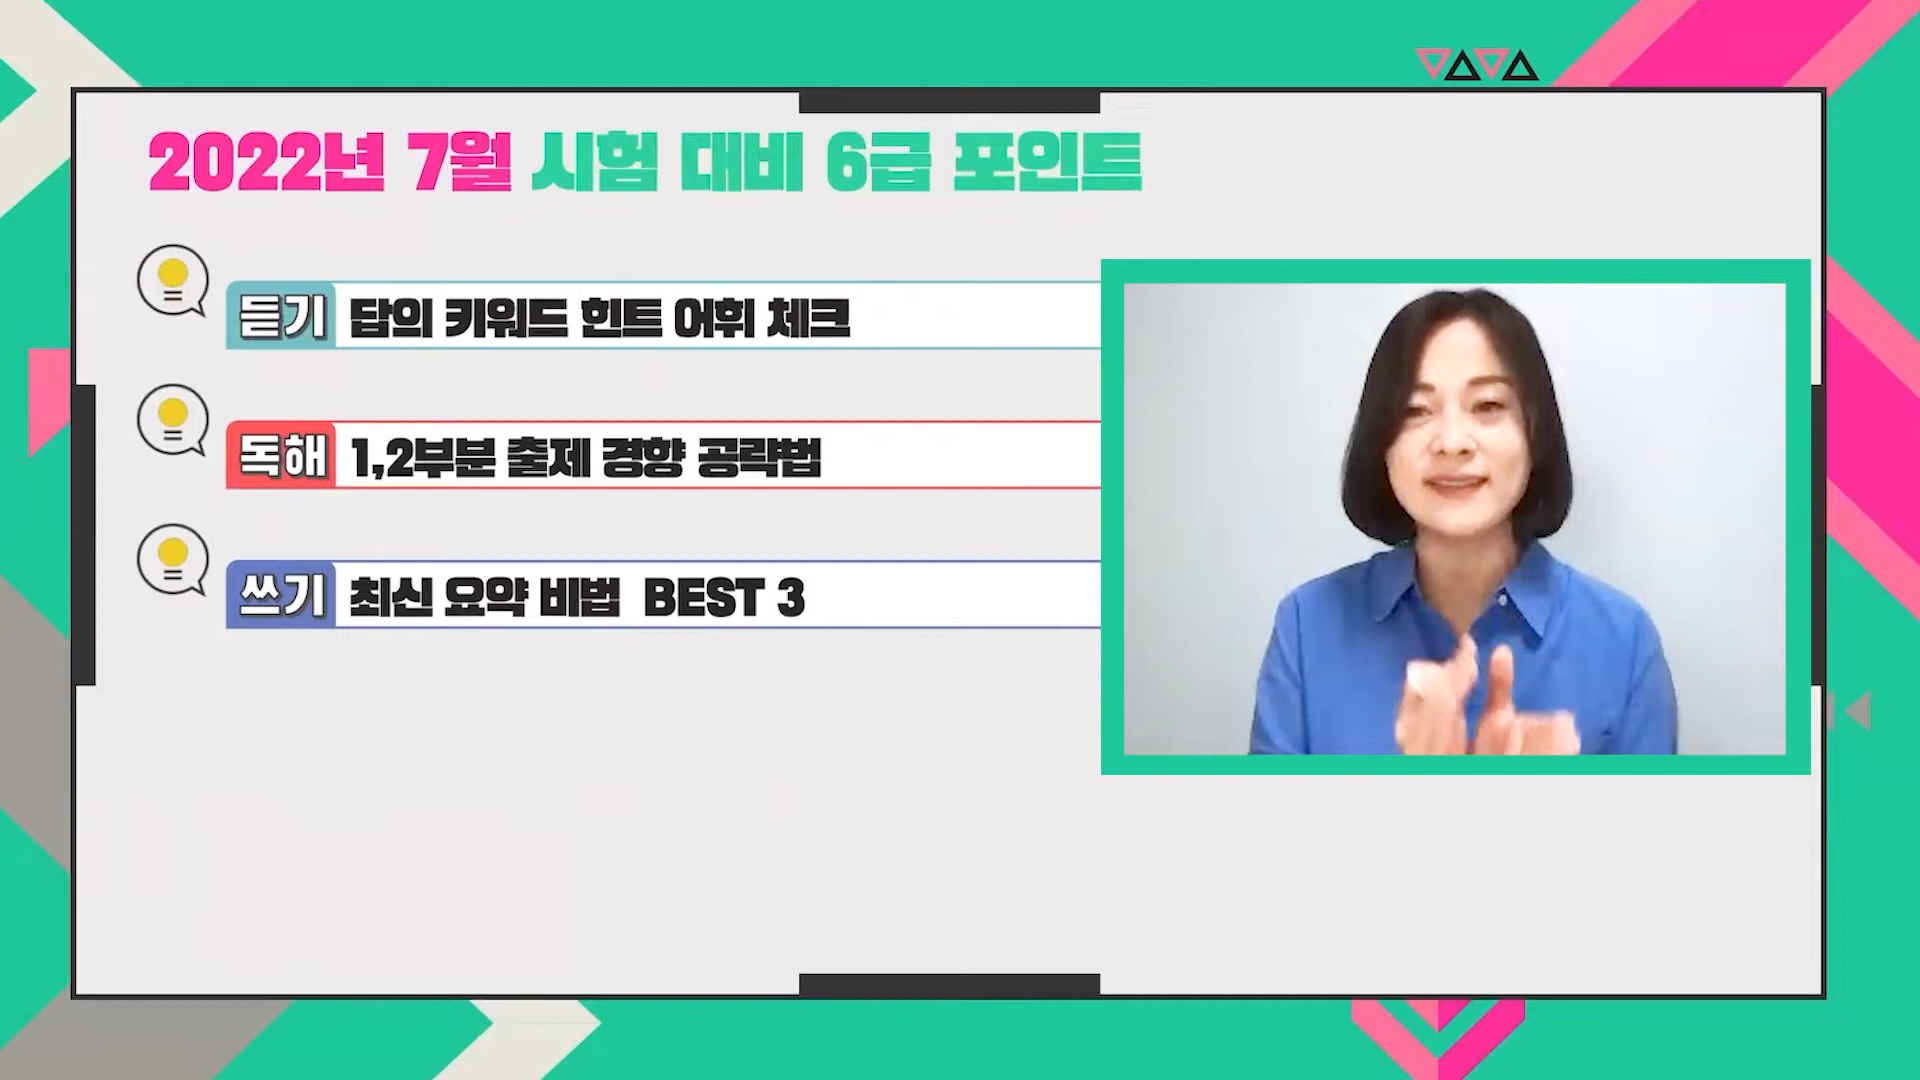 2022년 7월 시험 대비 6급 포인트
듣기 답의 키워드 힌트 어휘 체크
독해 1,2부분 출제 경향 공략법
쓰기 최신 요약 비법 BEST 3